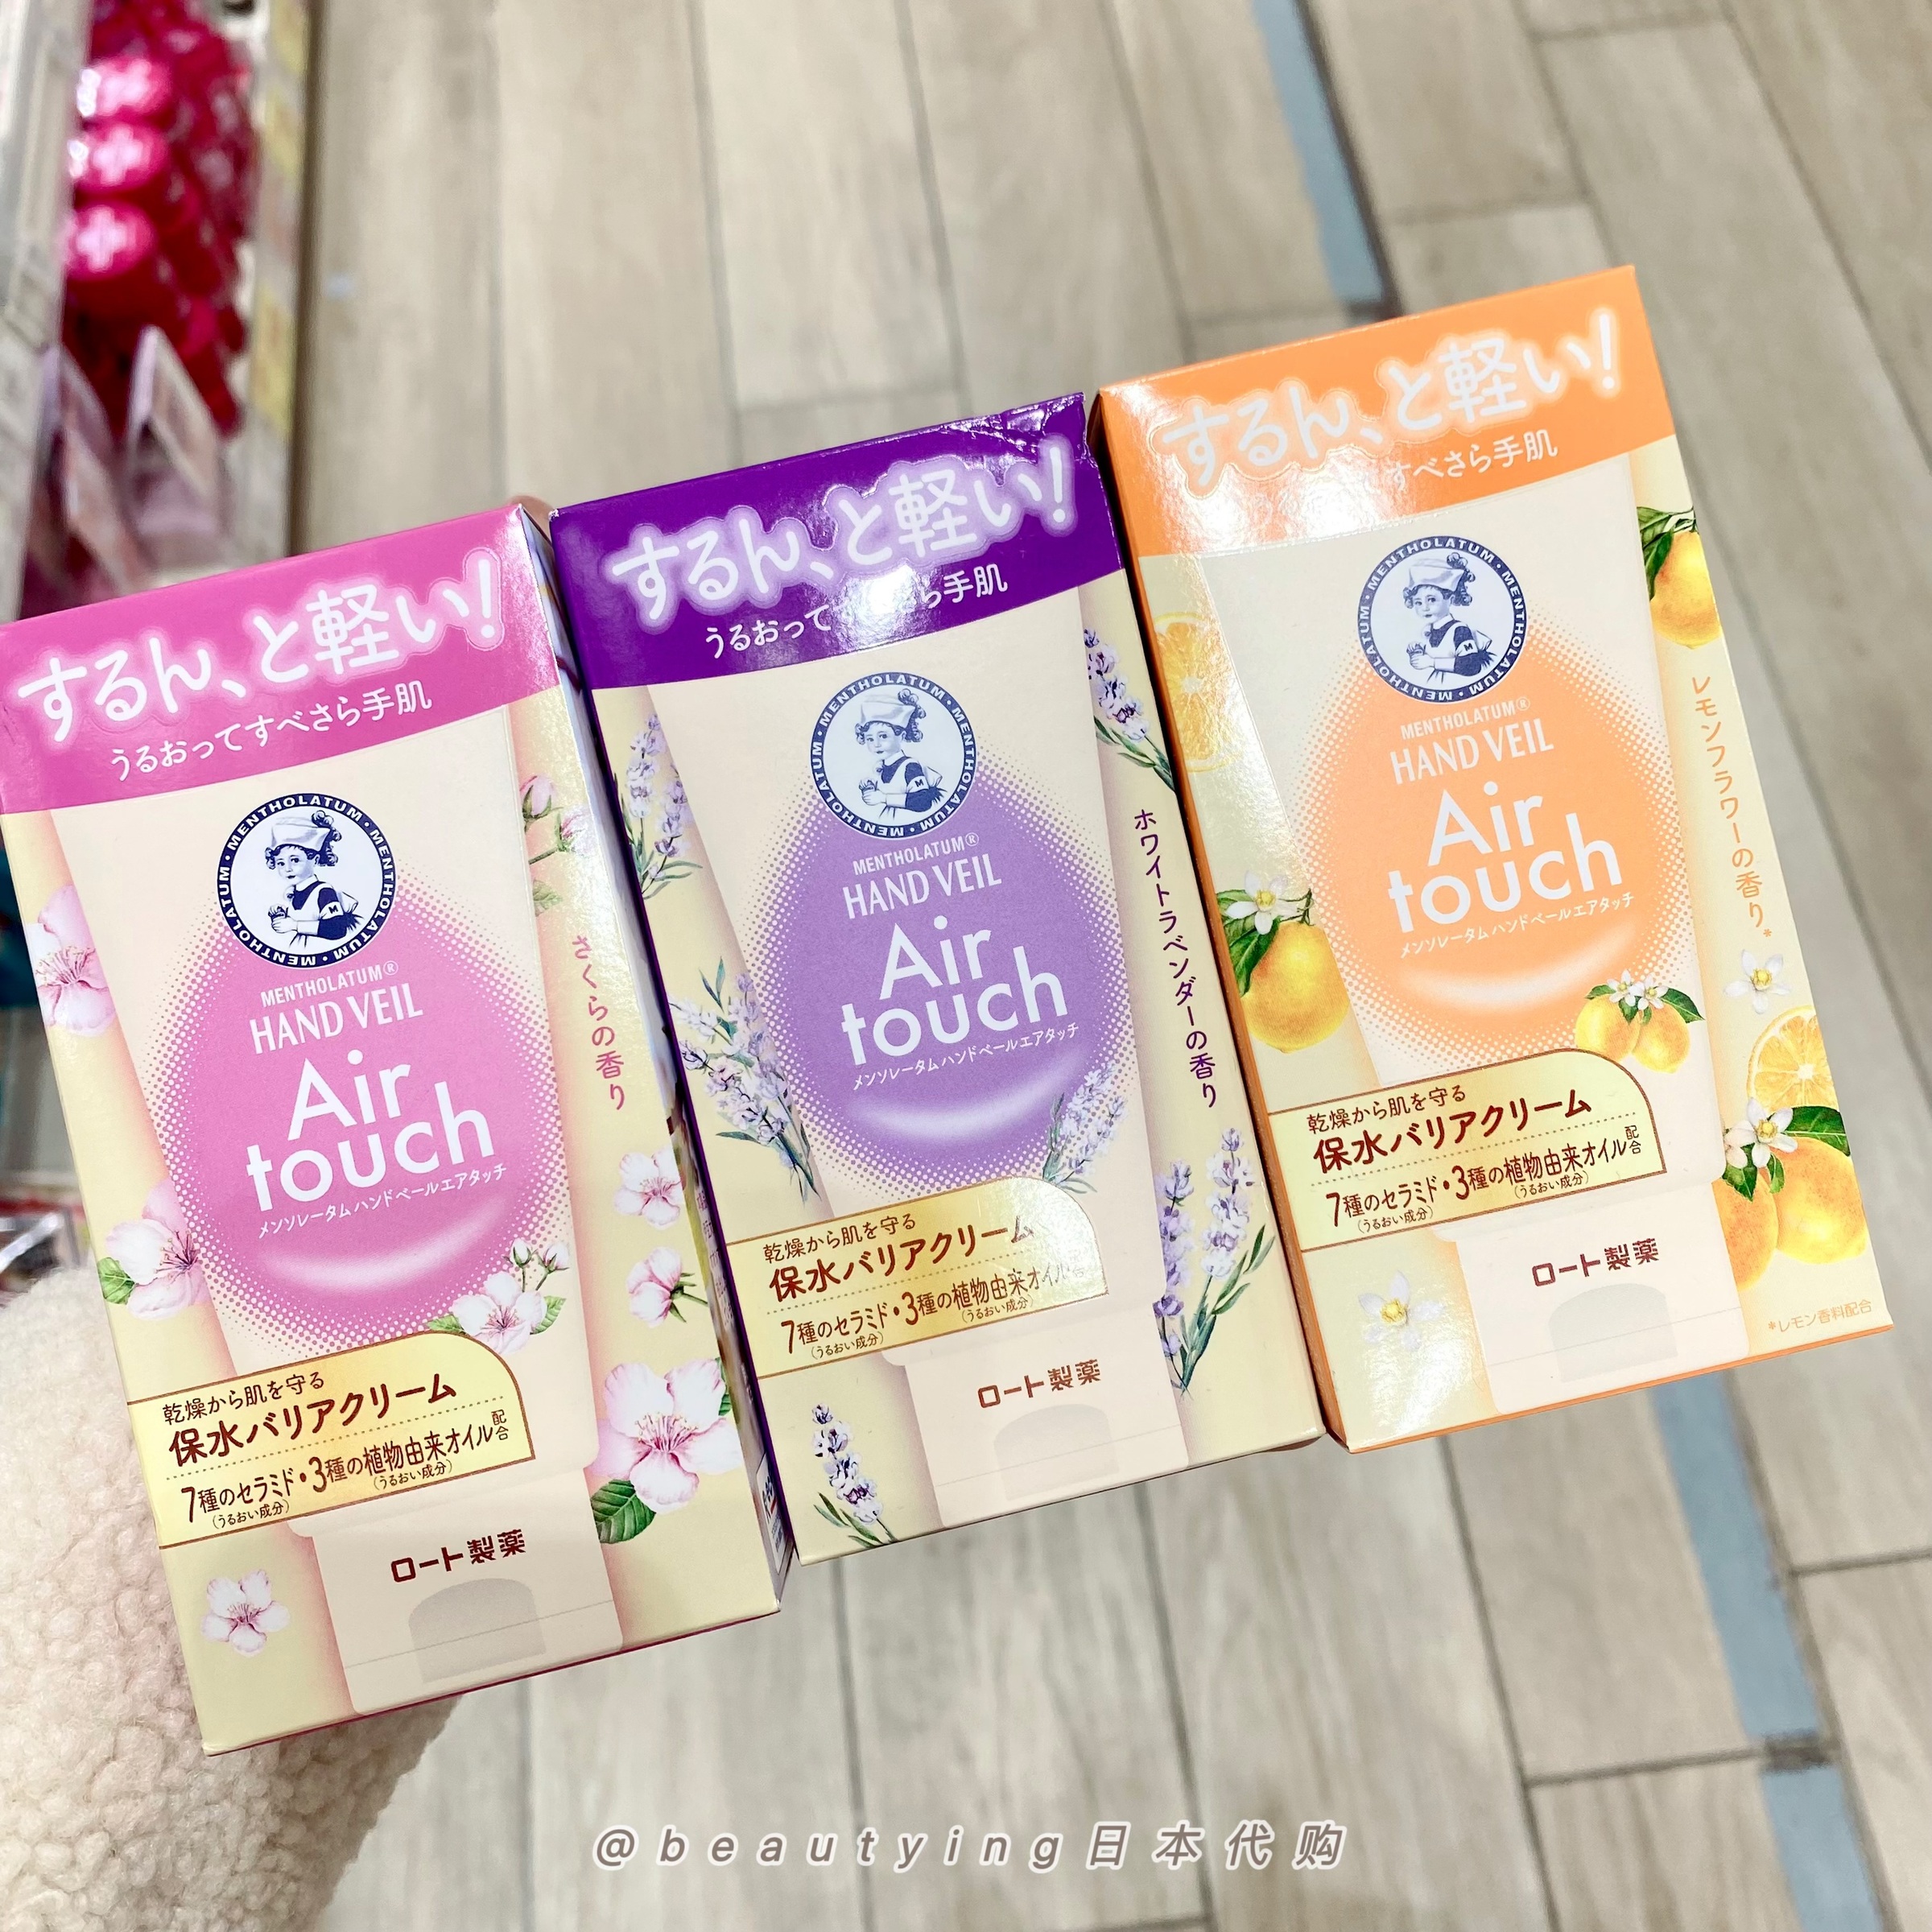 するん、と軽い!
うるおってすべさら手肌
MENTHOLATUM・MENTHOLATUM・MENTHOLATUM・
MENTHOLATUM®
HAND VEIL
Air
touch
メンソレータム ハンドベールエアタッチ
さくらの香り
乾燥から肌を守る
保水バリアクリーム
7種のセラミド・3種の植物由来オイル配合
(うるおい成分) (うるおい成分)
ロート製薬
するん、と軽い!
うるおって ら手肌
MENTHOLATUM・MENTHOLATUM・MENTHOLATUM・
MENTHOLATUM®
HAND VEIL
Air
touch
メンソレータム ハンドベールエアタッチ
ホワイトラベンダーの香り
乾燥から肌を守る
保水バリアクリーム
7種のセラミド・3種の植物由来オイル
(うるおい成分) (うるおい成分)
ロート製薬
するん、と軽い!
すべさら手肌
MENTHOLATUM・MENTHOLATUM・MENTHOLATUM・
MENTHOLATUM®
HAND VEIL
Air
touch
メンソレータム ハンドベールエアタッチ
レモンフラワーの香り*
乾燥から肌を守る
保水バリアクリーム
7種のセラミド・3種の植物由来オイル配合
(うるおい成分) (うるおい成分)
ロート製薬
*レモン香料配合
@beautying日本代购